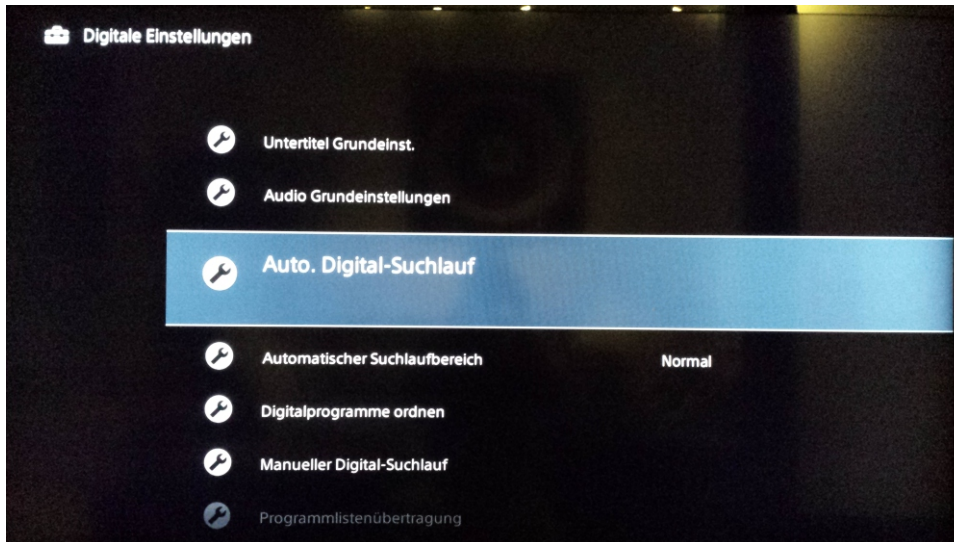 Digitale Einstellungen
Untertitel Grundeinst.
Audio Grundeinstellungen
Auto. Digital-Suchlauf
Automatischer Suchlaufbereich Normal
Digitalprogramme ordnen
Manueller Digital-Suchlauf
Programmlistenübertragung